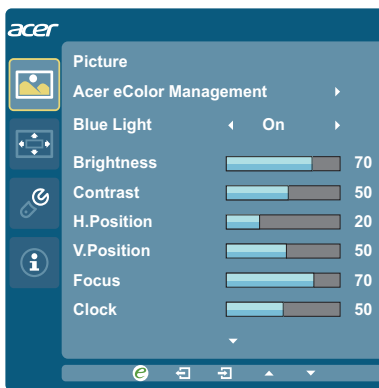 acer
Picture
Acer eColor Management
Blue Light On
Brightness 70
Contrast 50
H.Position 20
V.Position 50
Focus 70
Clock 50
e